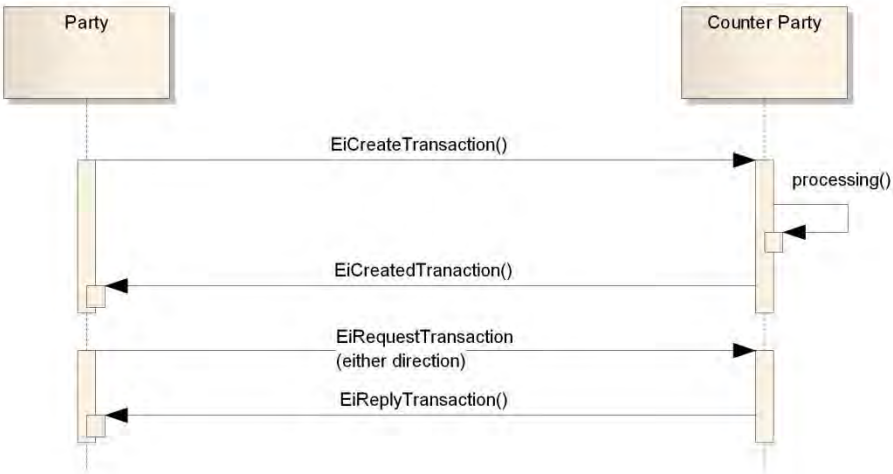 Party
Counter Party
EiCreateTransaction()
processing()
EiCreatedTranaction()
EiRequestTransaction
(either direction)
EiReplyTransaction()